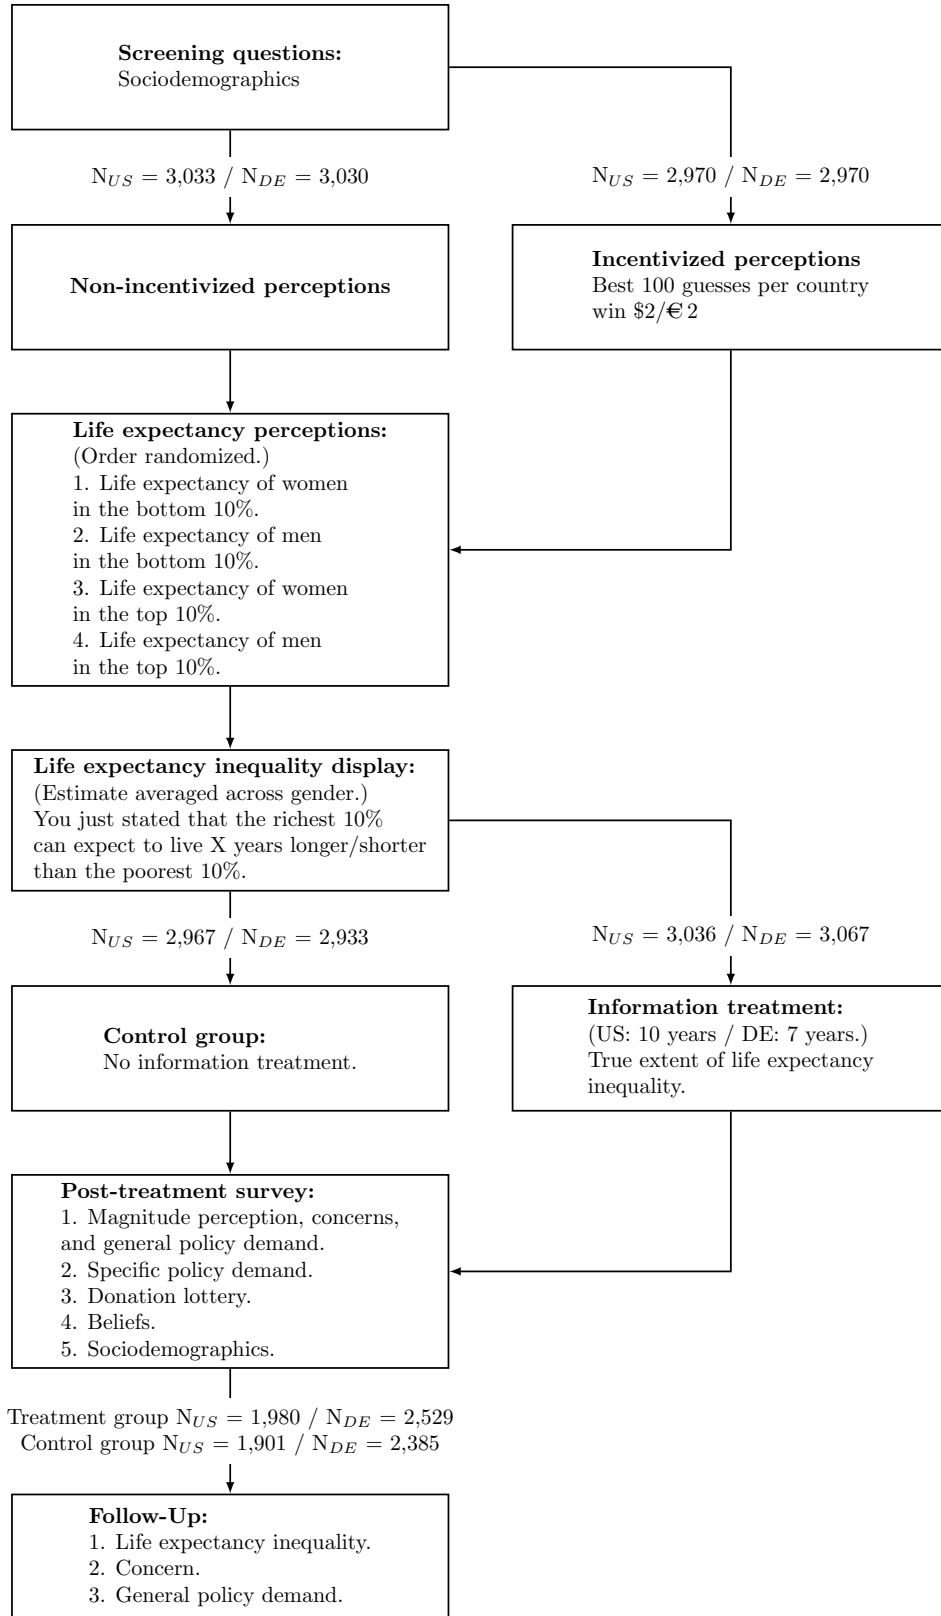 Screening questions:
Sociodemographics
N_US = 3,033 / N_DE = 3,030
N_US = 2,970 / N_DE = 2,970
Non-incentivized perceptions
Incentivized perceptions
Best 100 guesses per country
win $2/€2
Life expectancy perceptions:
(Order randomized.)
1. Life expectancy of women
in the bottom 10%.
2. Life expectancy of men
in the bottom 10%.
3. Life expectancy of women
in the top 10%.
4. Life expectancy of men
in the top 10%.
Life expectancy inequality display:
(Estimate averaged across gender.)
You just stated that the richest 10%
can expect to live X years longer/shorter
than the poorest 10%.
N_US = 2,967 / N_DE = 2,933
N_US = 3,036 / N_DE = 3,067
Control group:
No information treatment.
Information treatment:
(US: 10 years / DE: 7 years.)
True extent of life expectancy
inequality.
Post-treatment survey:
1. Magnitude perception, concerns,
and general policy demand.
2. Specific policy demand.
3. Donation lottery.
4. Beliefs.
5. Sociodemographics.
Treatment group N_US = 1,980 / N_DE = 2,529
Control group N_US = 1,901 / N_DE = 2,385
Follow-Up:
1. Life expectancy inequality.
2. Concern.
3. General policy demand.